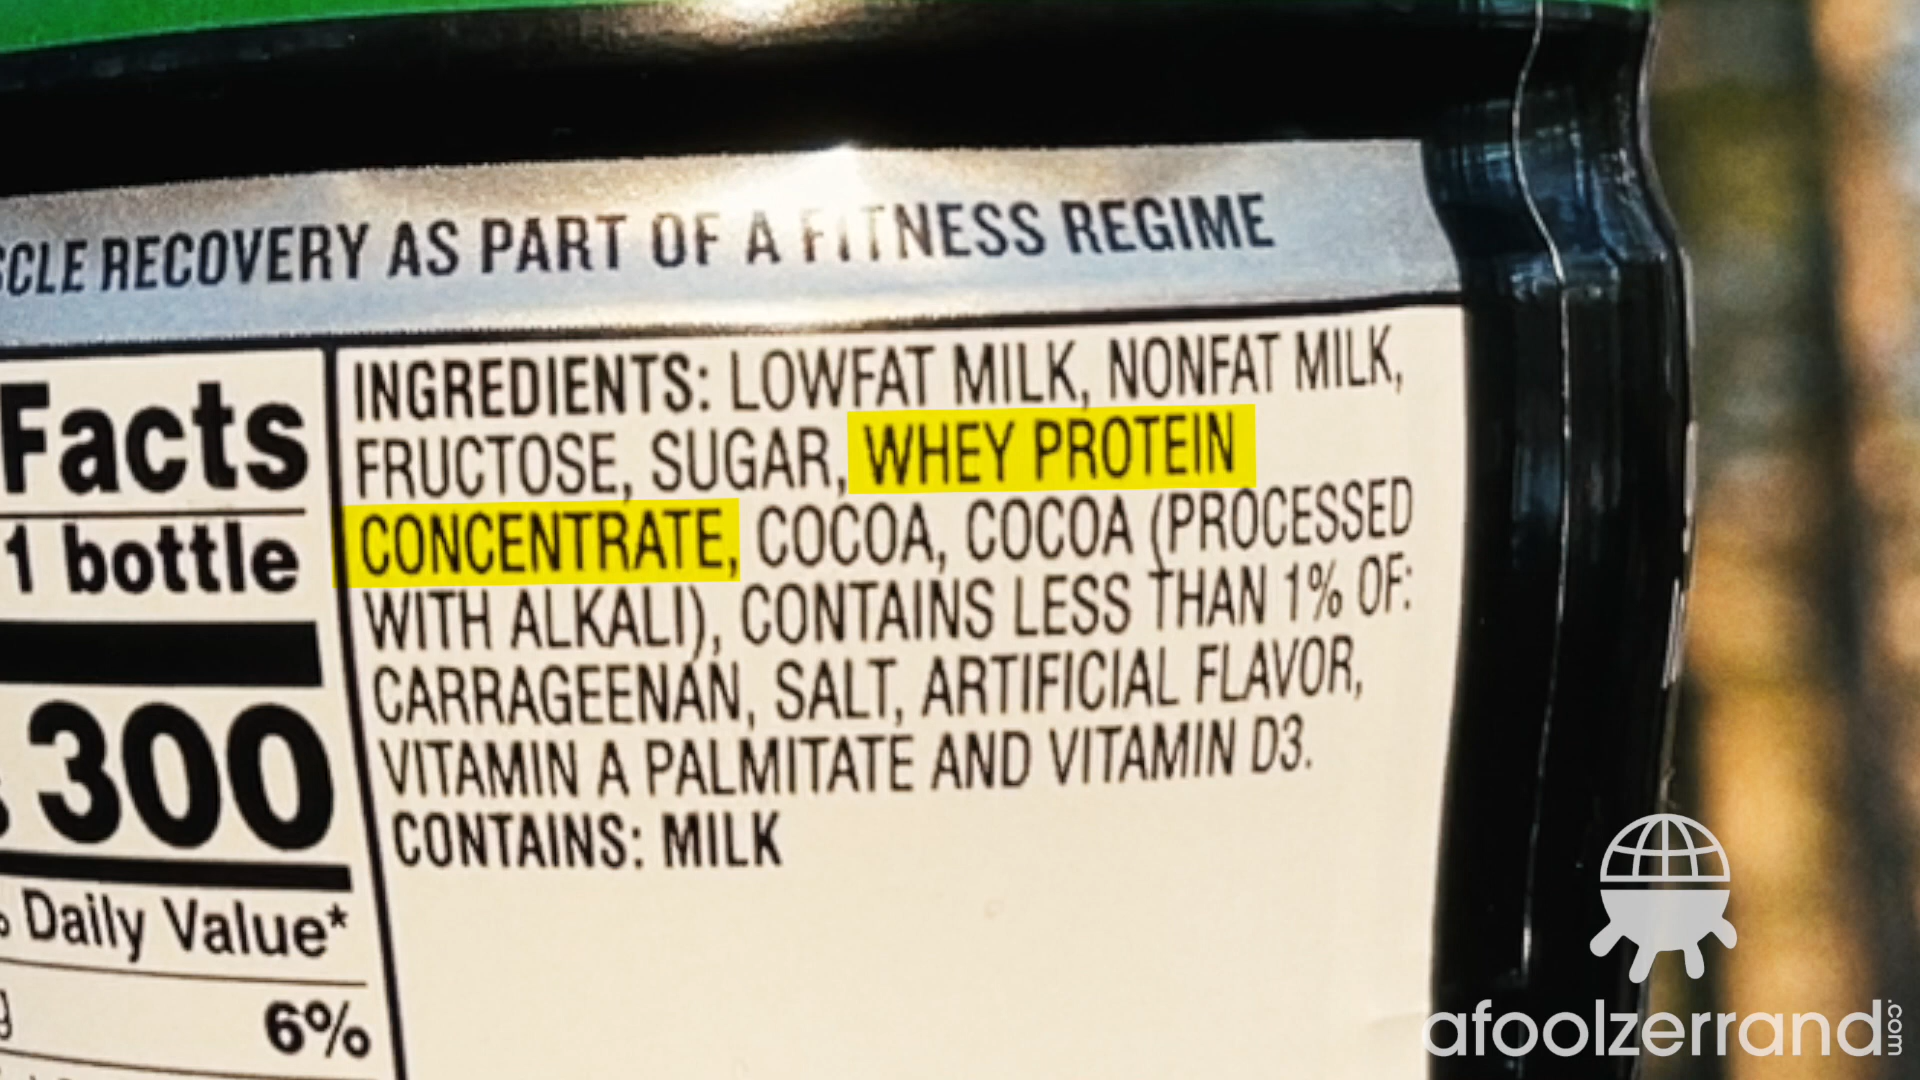 RECOVERY AS PART OF A FITNESS REGIME
Facts
1 bottle
300
Daily Value*
6%
INGREDIENTS: LOWFAT MILK, NONFAT MILK,
FRUCTOSE, SUGAR, WHEY PROTEIN
CONCENTRATE, COCOA, COCOA (PROCESSED
WITH ALKALI), CONTAINS LESS THAN 1% OF:
CARRAGEENAN, SALT, ARTIFICIAL FLAVOR,
VITAMIN A PALMITATE AND VITAMIN D3.
CONTAINS: MILK
afoolzerrand.com